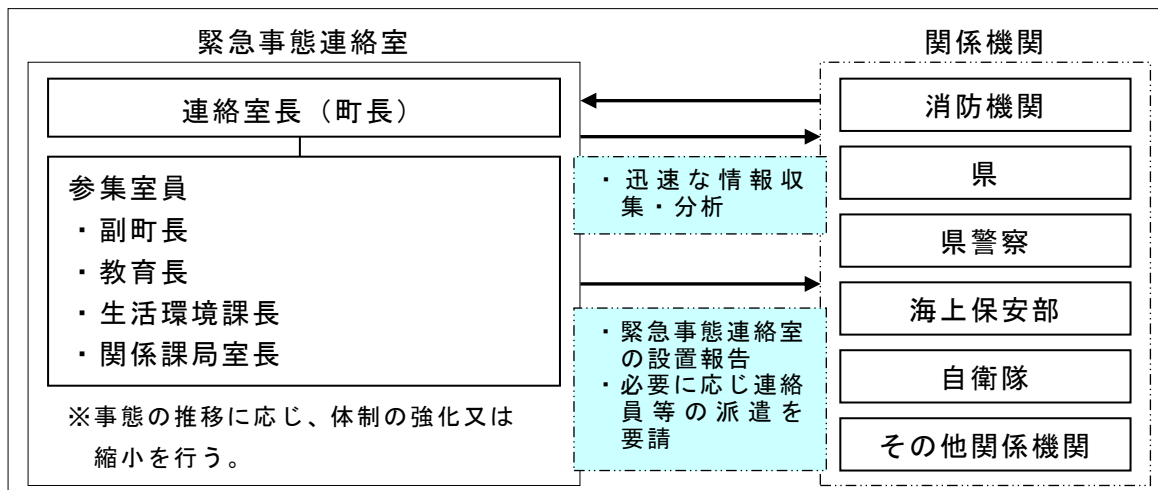 緊急事態連絡室
連絡室長（町長）
参集室員
・副町長
・教育長
・生活環境課長
・関係課局室長
※事態の推移に応じ、体制の強化又は
縮小を行う。
・迅速な情報収
集・分析
・緊急事態連絡室
の設置報告
・必要に応じ連絡
員等の派遣を
要請
関係機関
消防機関
県
県警察
海上保安部
自衛隊
その他関係機関